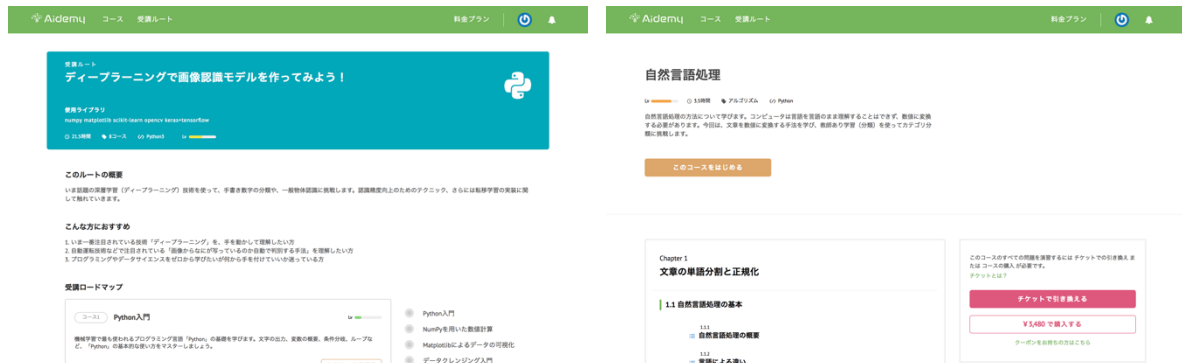 Aidemy コース 受講ルート 料金プラン
受講ルート
ディープラーニングで画像認識モデルを作ってみよう！
使用ライブラリ
numpy matplotlib scikit-learn opencv keras+tensorflow
21.5時間 8コース Python3 Lv
このルートの概要
いま話題の深層学習（ディープラーニング）技術を使って、手書き数字の分類や、一般物体認識に挑戦します。認識精度向上のためのテクニック、さらには転移学習の実装に関
して触れていきます。
こんな方におすすめ
1. いま一番注目されている技術「ディープラーニング」を、手を動かして理解したい方
2. 自動運転技術などで注目されている「画像からなにが写っているのか自動で判別する手法」を理解したい方
3. プログラミングやデータサイエンスをゼロから学びたいが何から手を付けていいか迷っている方
受講ロードマップ
コース1 Python入門 Lv
機械学習で最も使われるプログラミング言語「Python」の基礎を学びます。文字の出力、変数の概要、条件分岐、ループな
ど、「Python」の基本的な使い方をマスターしましょう。
Python入門
NumPyを用いた数値計算
Matplotlibによるデータの可視化
データクレンジング入門
Aidemy コース 受講ルート 料金プラン
自然言語処理
Lv 3.0時間 アルゴリズム Python
自然言語処理の方法について学びます。コンピュータは言語を言語のまま理解することはできず、数値に変換
する必要があります。今回は、文章を数値に変換する手法を学び、教師あり学習（分類）を使ってカテゴリ分
類に挑戦します。
このコースをはじめる
Chapter 1
文章の単語分割と正規化
1.1 自然言語処理の基本
1.1.1
自然言語処理の概要
1.1.2
言語による違い
このコースのすべての問題を演習するには チケットでの引き換え ま
たは コースの購入 が必要です。
チケットとは？
チケットで引き換える
¥3,480 で購入する
クーポンをお持ちの方はこちら